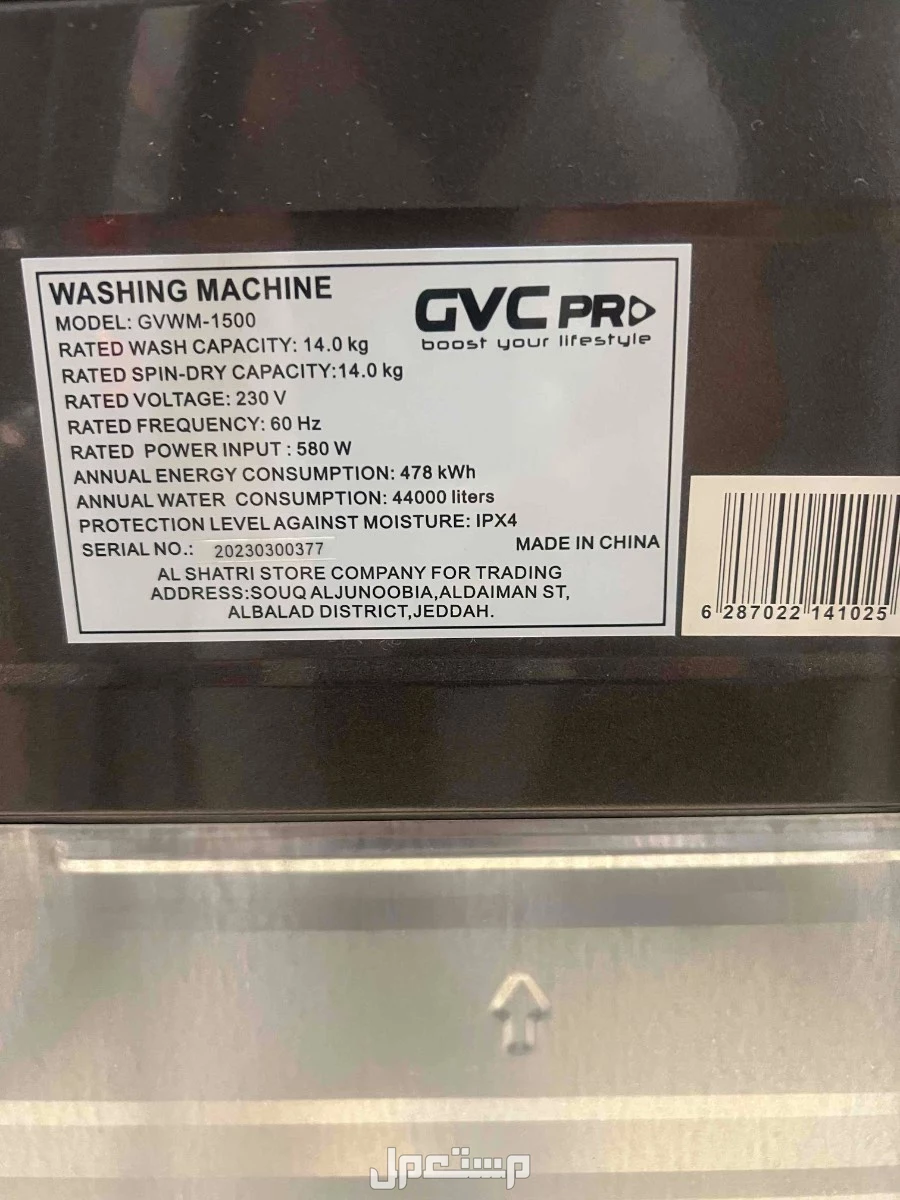 WASHING MACHINE
GVC PRO
boost your lifestyle
MODEL: GVWM-1500
RATED WASH CAPACITY: 14.0 kg
RATED SPIN-DRY CAPACITY:14.0 kg
RATED VOLTAGE: 230 V
RATED FREQUENCY: 60 Hz
RATED POWER INPUT : 580 W
ANNUAL ENERGY CONSUMPTION: 478 kWh
ANNUAL WATER CONSUMPTION: 44000 liters
PROTECTION LEVEL AGAINST MOISTURE: IPX4
SERIAL NO.: 20230300377
MADE IN CHINA
AL SHATRI STORE COMPANY FOR TRADING
ADDRESS:SOUQ ALJUNOOBIA,ALDAIMAN ST,
ALBALAD DISTRICT,JEDDAH.
6 287022 141025
مستعمل